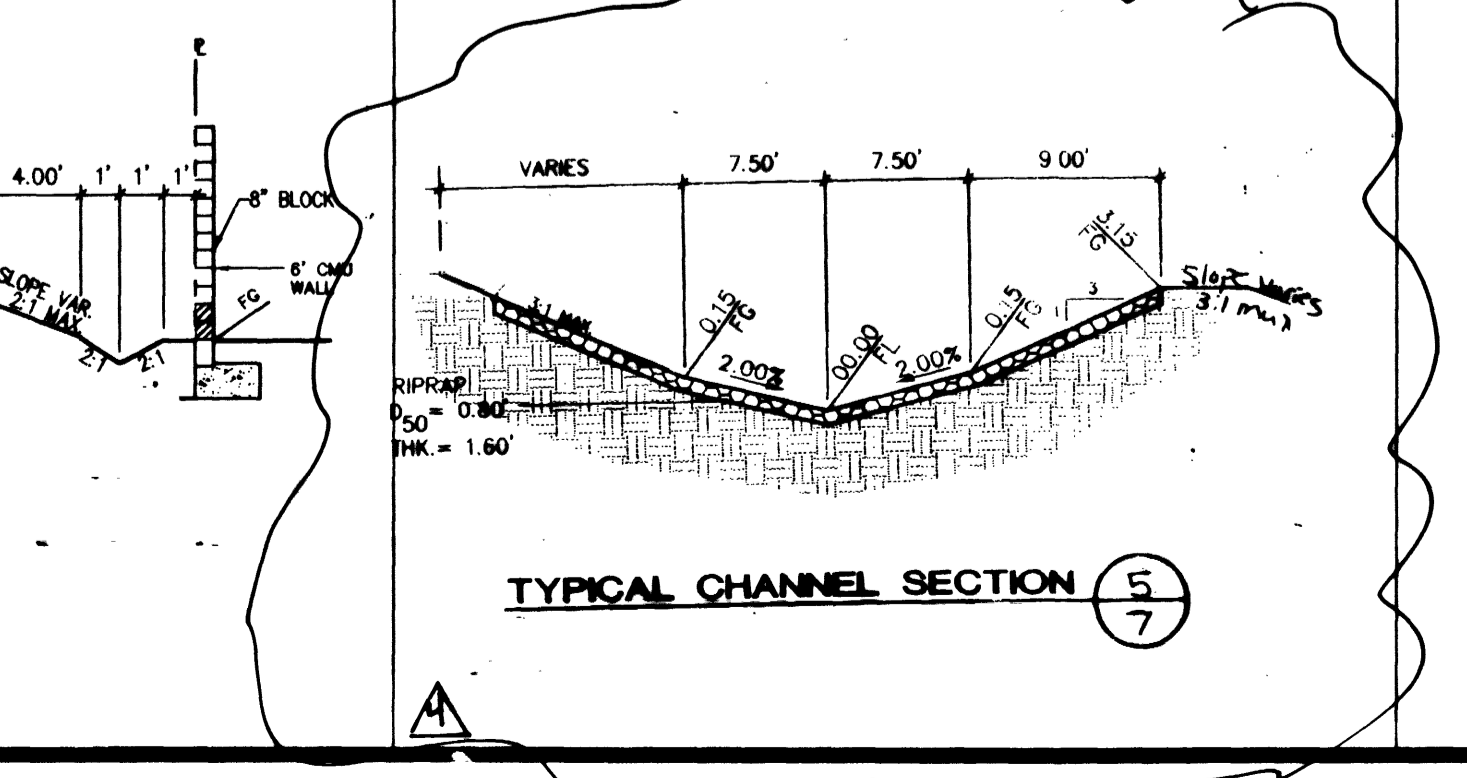 PL
4.00' 1' 1' 1'
8" BLOCK
6' CMU
WALL
FG
SLOPE VAR.
2:1 MAX.
2:1 2:1
VARIES 7.50' 7.50' 9 00'
3.15
Slope varies
3:1 max
3
1
3:1 MAX.
0.15
FG
0.15
FG
2.00%
00.00
FL
2.00%
RIPRAP
D50= 0.80'
THK.= 1.60'
TYPICAL CHANNEL SECTION
5
7
4